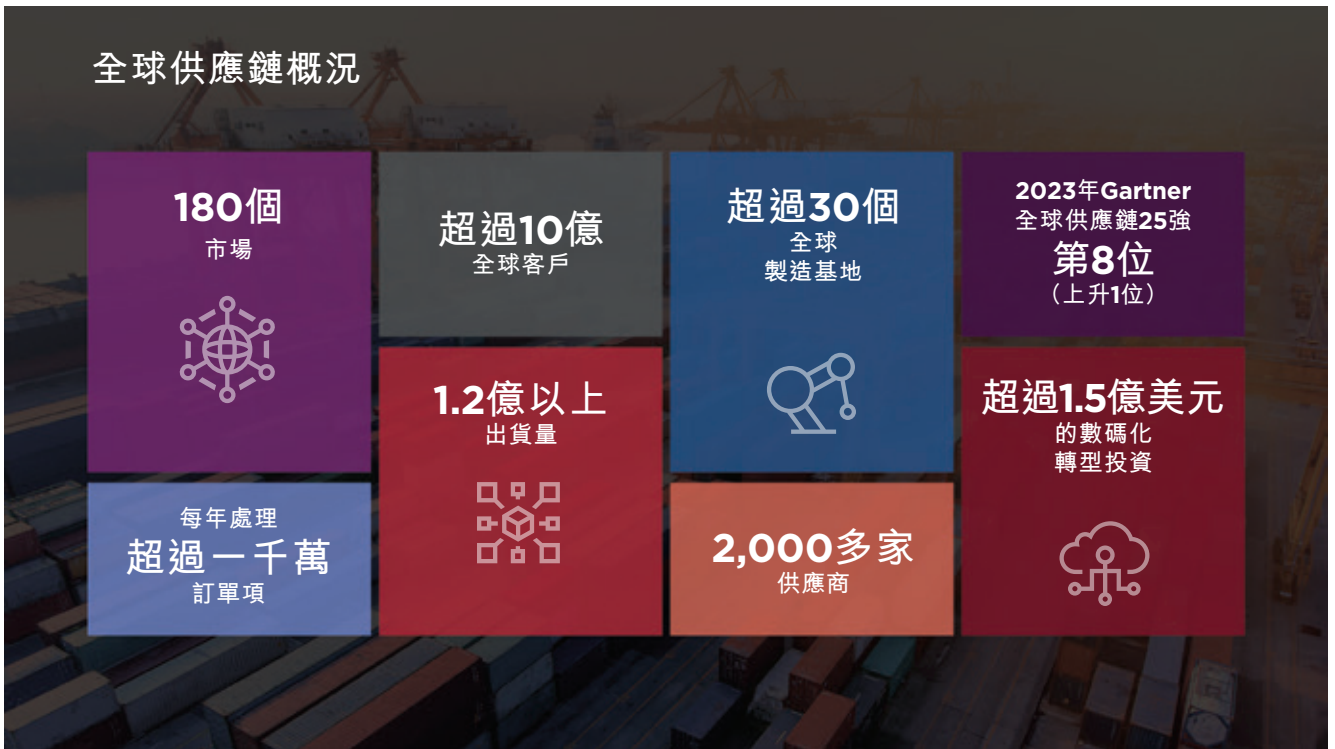 全球供應鏈概況
180個
市場
超過10億
全球客戶
超過30個
全球
製造基地
2023年Gartner
全球供應鏈25強
第8位
（上升1位）
1.2億以上
出貨量
超過1.5億美元
的數碼化
轉型投資
每年處理
超過一千萬
訂單項
2,000多家
供應商